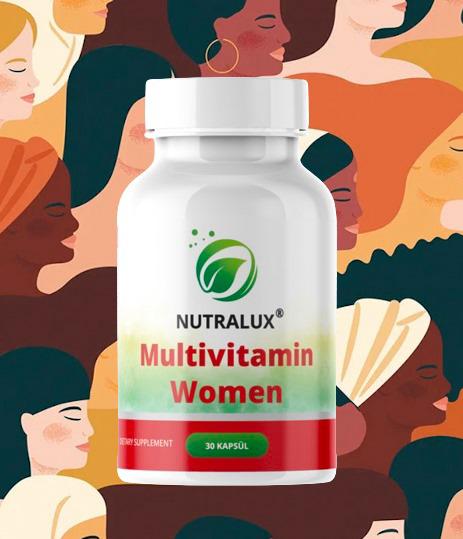 NUTRALUX®
Multivitamin
Women
DIETARY SUPPLEMENT
30 KAPSÜL